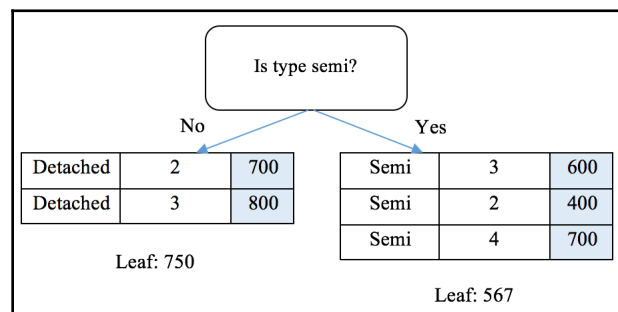 Is type semi?
No
Yes
Detached 2 700
Detached 3 800
Leaf: 750
Semi 3 600
Semi 2 400
Semi 4 700
Leaf: 567